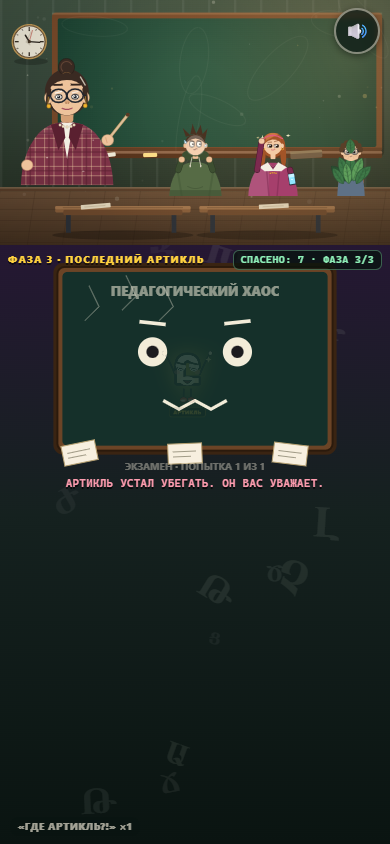 ФАЗА 3 · ПОСЛЕДНИЙ АРТИКЛЬ
СПАСЕНО: 7 · ФАЗА 3/3
ПЕДАГОГИЧЕСКИЙ ХАОС
ЭКЗАМЕН · ПОПЫТКА 1 ИЗ 1
АРТИКЛЬ УСТАЛ УБЕГАТЬ. ОН ВАС УВАЖАЕТ.
«ГДЕ АРТИКЛЬ?!» ×1